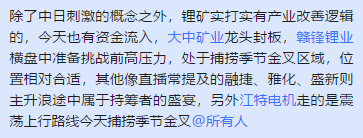 除了中日刺激的概念之外，锂矿实打实有产业改善逻辑
的，今天也有资金流入，大中矿业龙头封板，赣锋锂业
横盘中准备挑战前高压力，处于捕捞季节金叉区域，位
置相对合适，其他像直播常提及的融捷、雅化、盛新则
主升浪途中属于持筹者的盛宴，另外江特电机走的是震
荡上行路线今天捕捞季节金叉@所有人